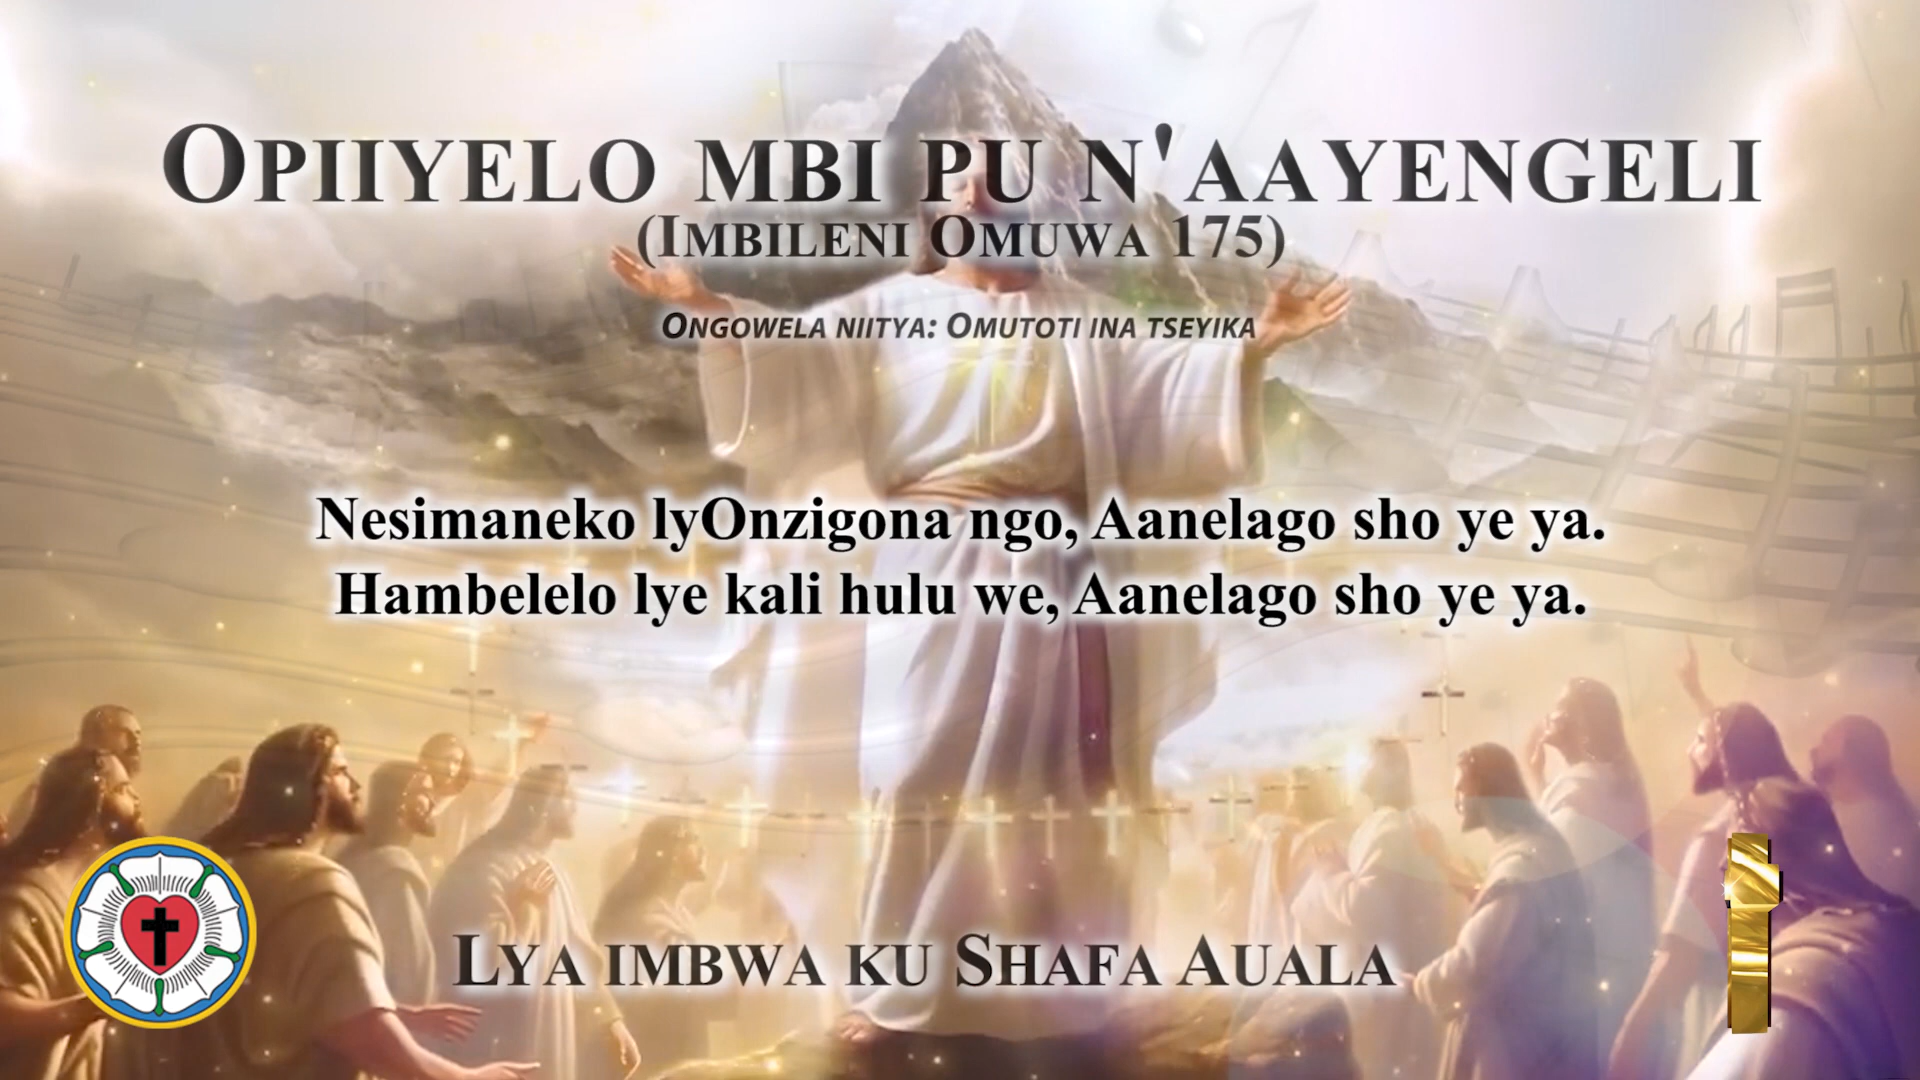 OPIIYELO MBI PU N'AAYENGELI
(IMBILENI OMUWA 175)
ONGOWELA NIITYA: OMUTOTI INA TSEYIKA
Nesimaneko lyOnzigona ngo, Aanelago sho ye ya.
Hambelelo lye kali hulu we, Aanelago sho ye ya.
LYA IMBWA KU SHAFA AUALA